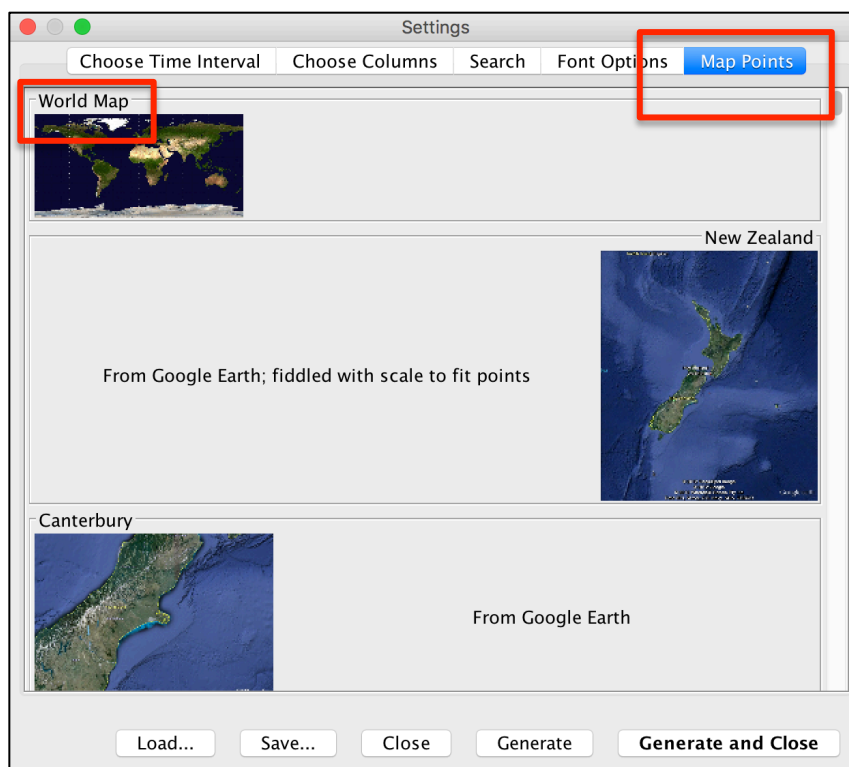 Settings
Choose Time Interval Choose Columns Search Font Options Map Points
World Map
New Zealand
From Google Earth; fiddled with scale to fit points
Canterbury
From Google Earth
Load... Save... Close Generate Generate and Close